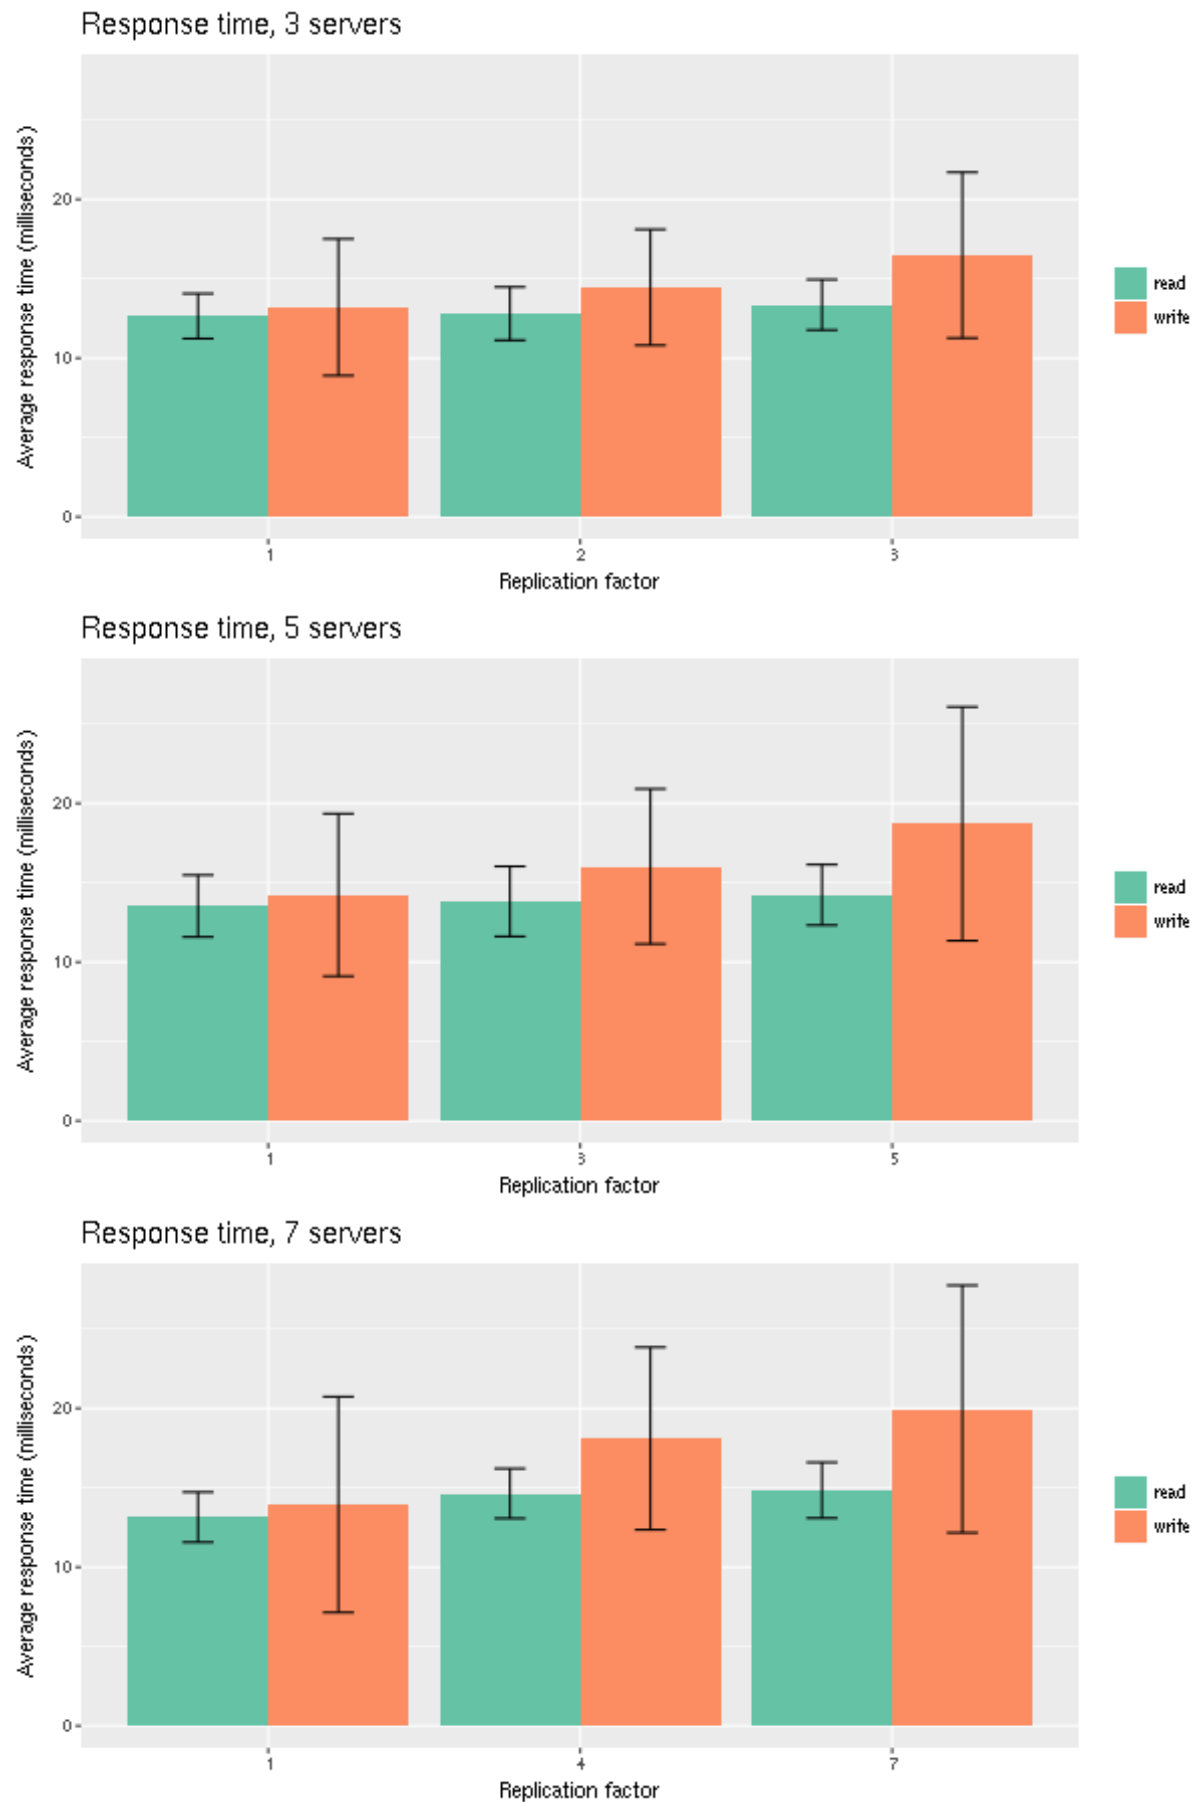 Response time, 3 servers
Average response time (milliseconds)
20
10
0
1
2
3
Replication factor
read
write
Response time, 5 servers
Average response time (milliseconds)
20
10
0
1
3
5
Replication factor
read
write
Response time, 7 servers
Average response time (milliseconds)
20
10
0
1
4
7
Replication factor
read
write